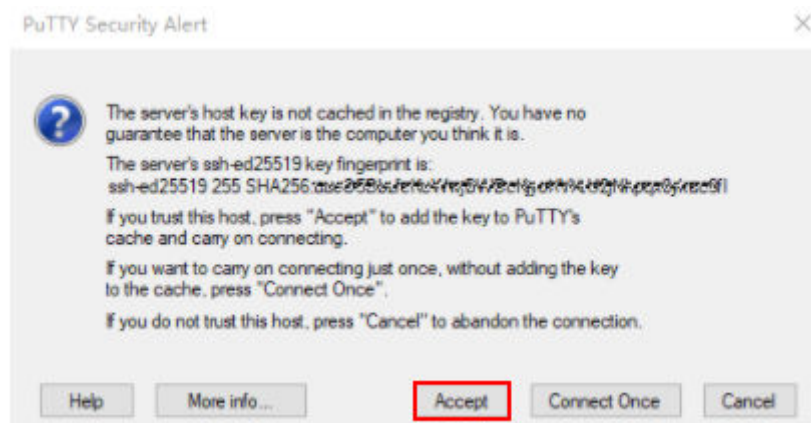 PuTTY Security Alert
The server's host key is not cached in the registry. You have no
guarantee that the server is the computer you think it is.
The server's ssh-ed25519 key fingerprint is:
ssh-ed25519 255 SHA256:
If you trust this host, press "Accept" to add the key to PuTTY's
cache and carry on connecting.
If you want to carry on connecting just once, without adding the key
to the cache, press "Connect Once".
If you do not trust this host, press "Cancel" to abandon the connection.
Help More info... Accept Connect Once Cancel